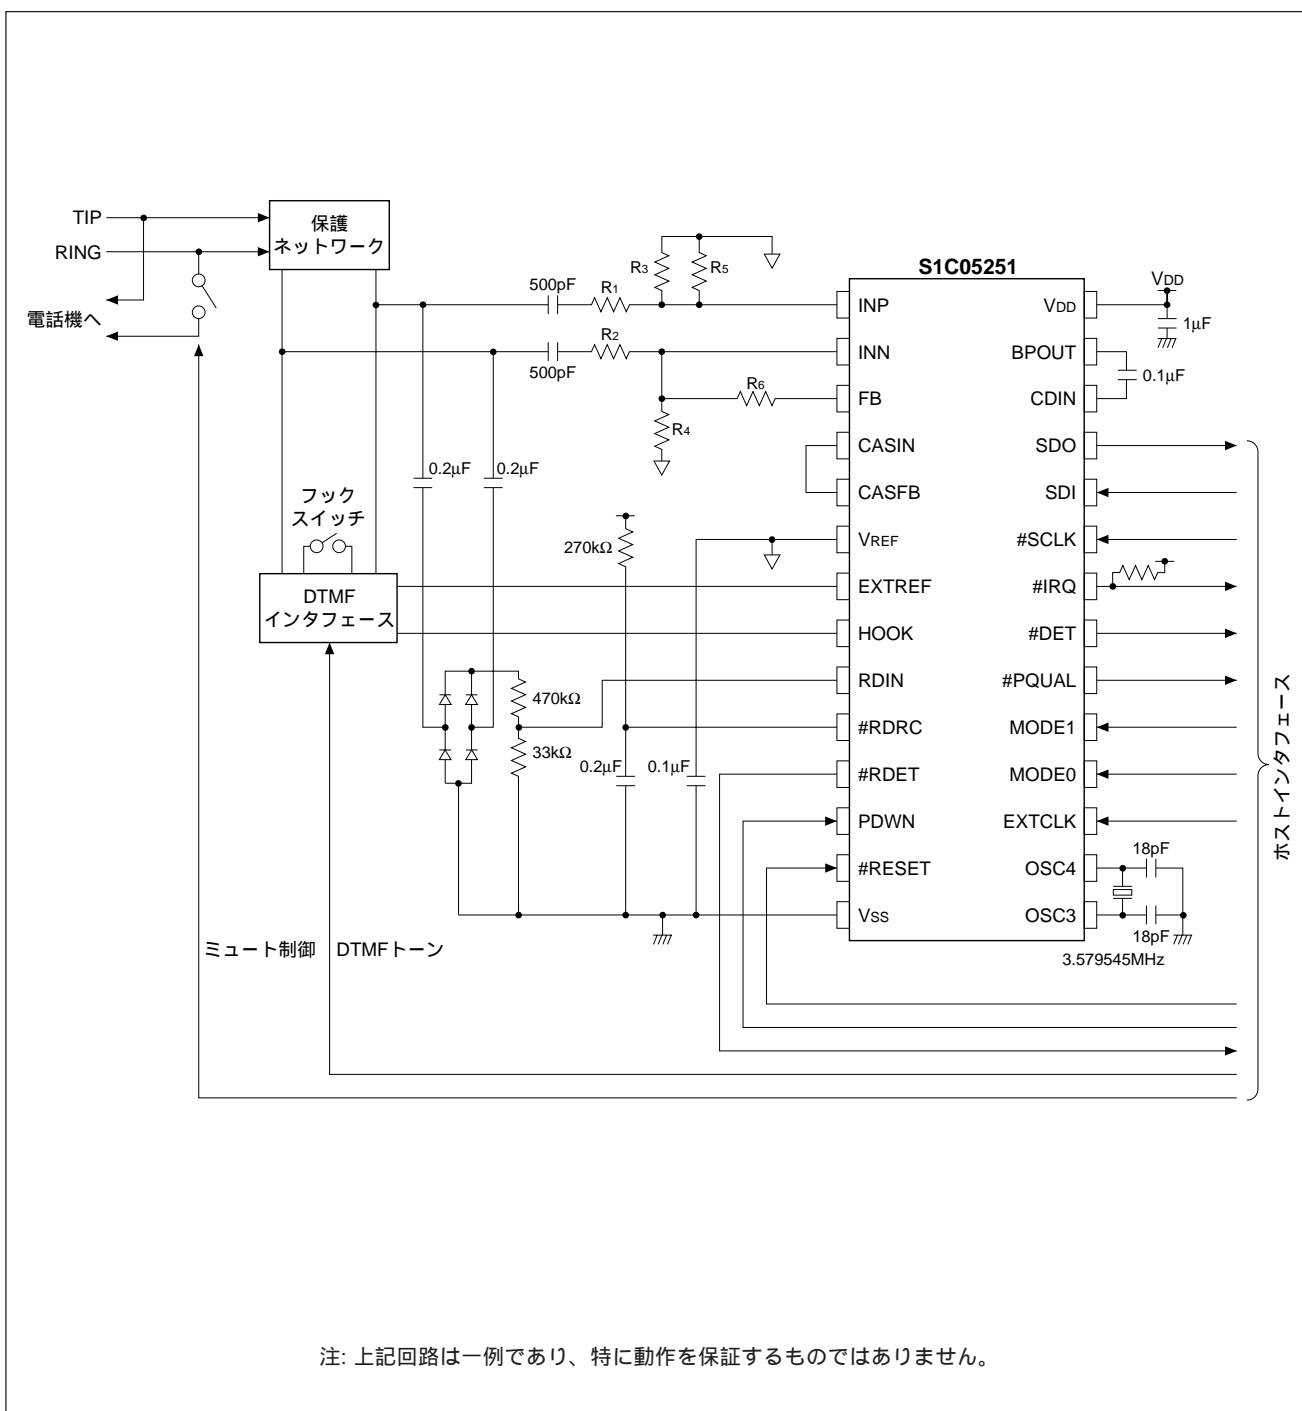 TIP
RING
電話機へ
保護
ネットワーク
500pF
R1
R3
R5
R2
500pF
R6
R4
0.2µF
0.2µF
フック
スイッチ
DTMF
インタフェース
270kΩ
470kΩ
33kΩ
0.2µF
0.1µF
ミュート制御
DTMFトーン
S1C05251
INP
INN
FB
CASIN
CASFB
VREF
EXTREF
HOOK
RDIN
#RDRC
#RDET
PDWN
#RESET
VSS
VDD
BPOUT
CDIN
SDO
SDI
#SCLK
#IRQ
#DET
#PQUAL
MODE1
MODE0
EXTCLK
OSC4
OSC3
VDD
1µF
0.1µF
18pF
18pF
3.579545MHz
ホストインタフェース
注: 上記回路は一例であり、特に動作を保証するものではありません。